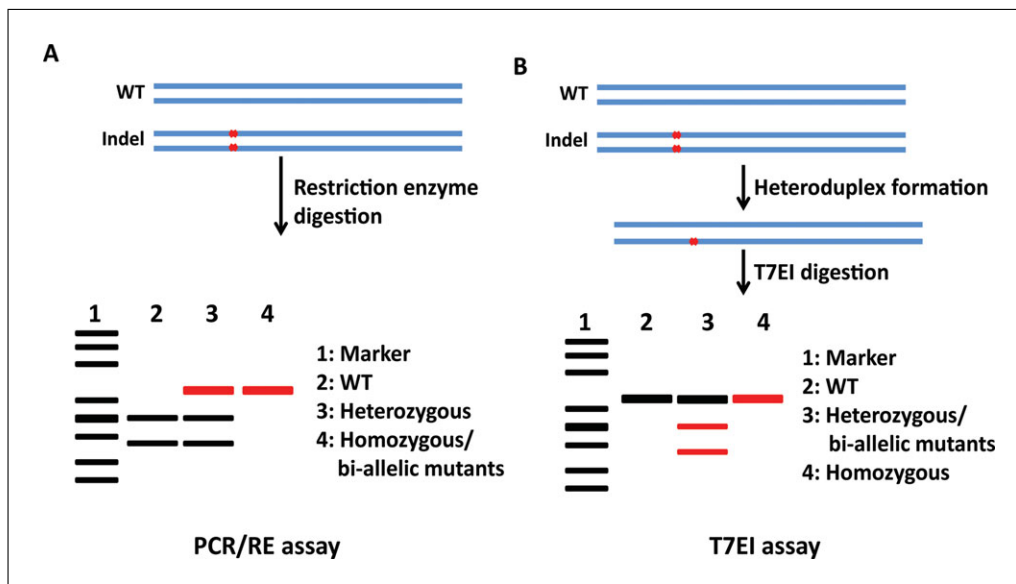 A
WT
Indel
Restriction enzyme
digestion
1 2 3 4
1: Marker
2: WT
3: Heterozygous
4: Homozygous/
bi-allelic mutants
PCR/RE assay
B
WT
Indel
Heteroduplex formation
T7EI digestion
1 2 3 4
1: Marker
2: WT
3: Heterozygous/
bi-allelic mutants
4: Homozygous
T7EI assay